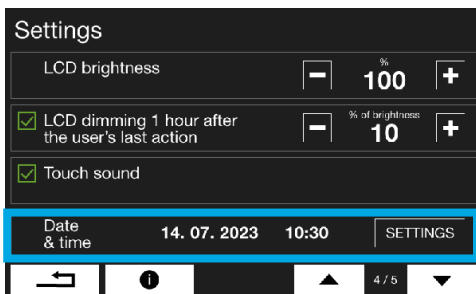 Settings
LCD brightness
%
− 100 +
LCD dimming 1 hour after
the user's last action
% of brightness
− 10 +
Touch sound
Date
& time
14. 07. 2023 10:30 SETTINGS
i 4 / 5